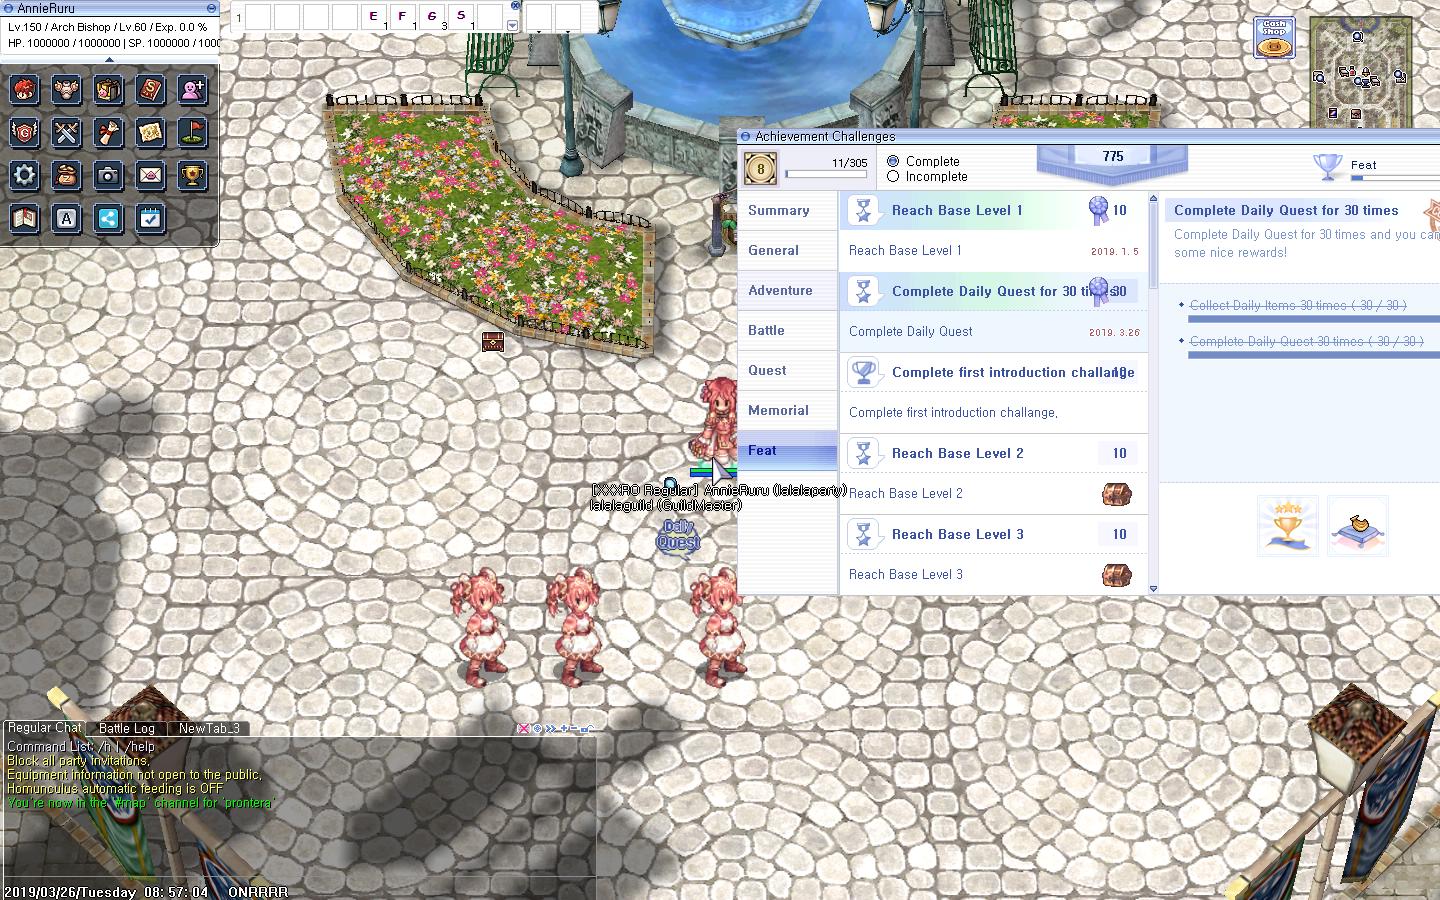 AnnieRuru
Lv.150 / Arch Bishop / Lv.60 / Exp. 0.0 %
HP. 1000000 / 1000000 | SP. 1000000 / 100
1
E 1 F 1 G 3 S 1
Cash Shop
Achievement Challenges
8
11/305
Complete
Incomplete
775
Feat
Summary
General
Adventure
Battle
Quest
Memorial
Feat
Reach Base Level 1 10
Reach Base Level 1 2019. 1. 5
Complete Daily Quest for 30 times 30
Complete Daily Quest 2019. 3.26
Complete first introduction challange 10
Complete first introduction challange.
Reach Base Level 2 10
Reach Base Level 2
Reach Base Level 3 10
Reach Base Level 3
Complete Daily Quest for 30 times
Complete Daily Quest for 30 times and you can
some nice rewards!
Collect Daily Items 30 times ( 30 / 30 )
Complete Daily Quest 30 times ( 30 / 30 )
[XXXRO Regular] AnnieRuru (lalalaparty)
lalalaguild (GuildMaster)
Daily
Quest
Regular Chat Battle Log NewTab_3
Command List: /h | /help
Block all party invitations.
Equipment information not open to the public.
Homunculus automatic feeding is OFF
You're now in the '#map' channel for 'prontera'
2019/03/26/Tuesday 08: 57: 04 ONRRRR